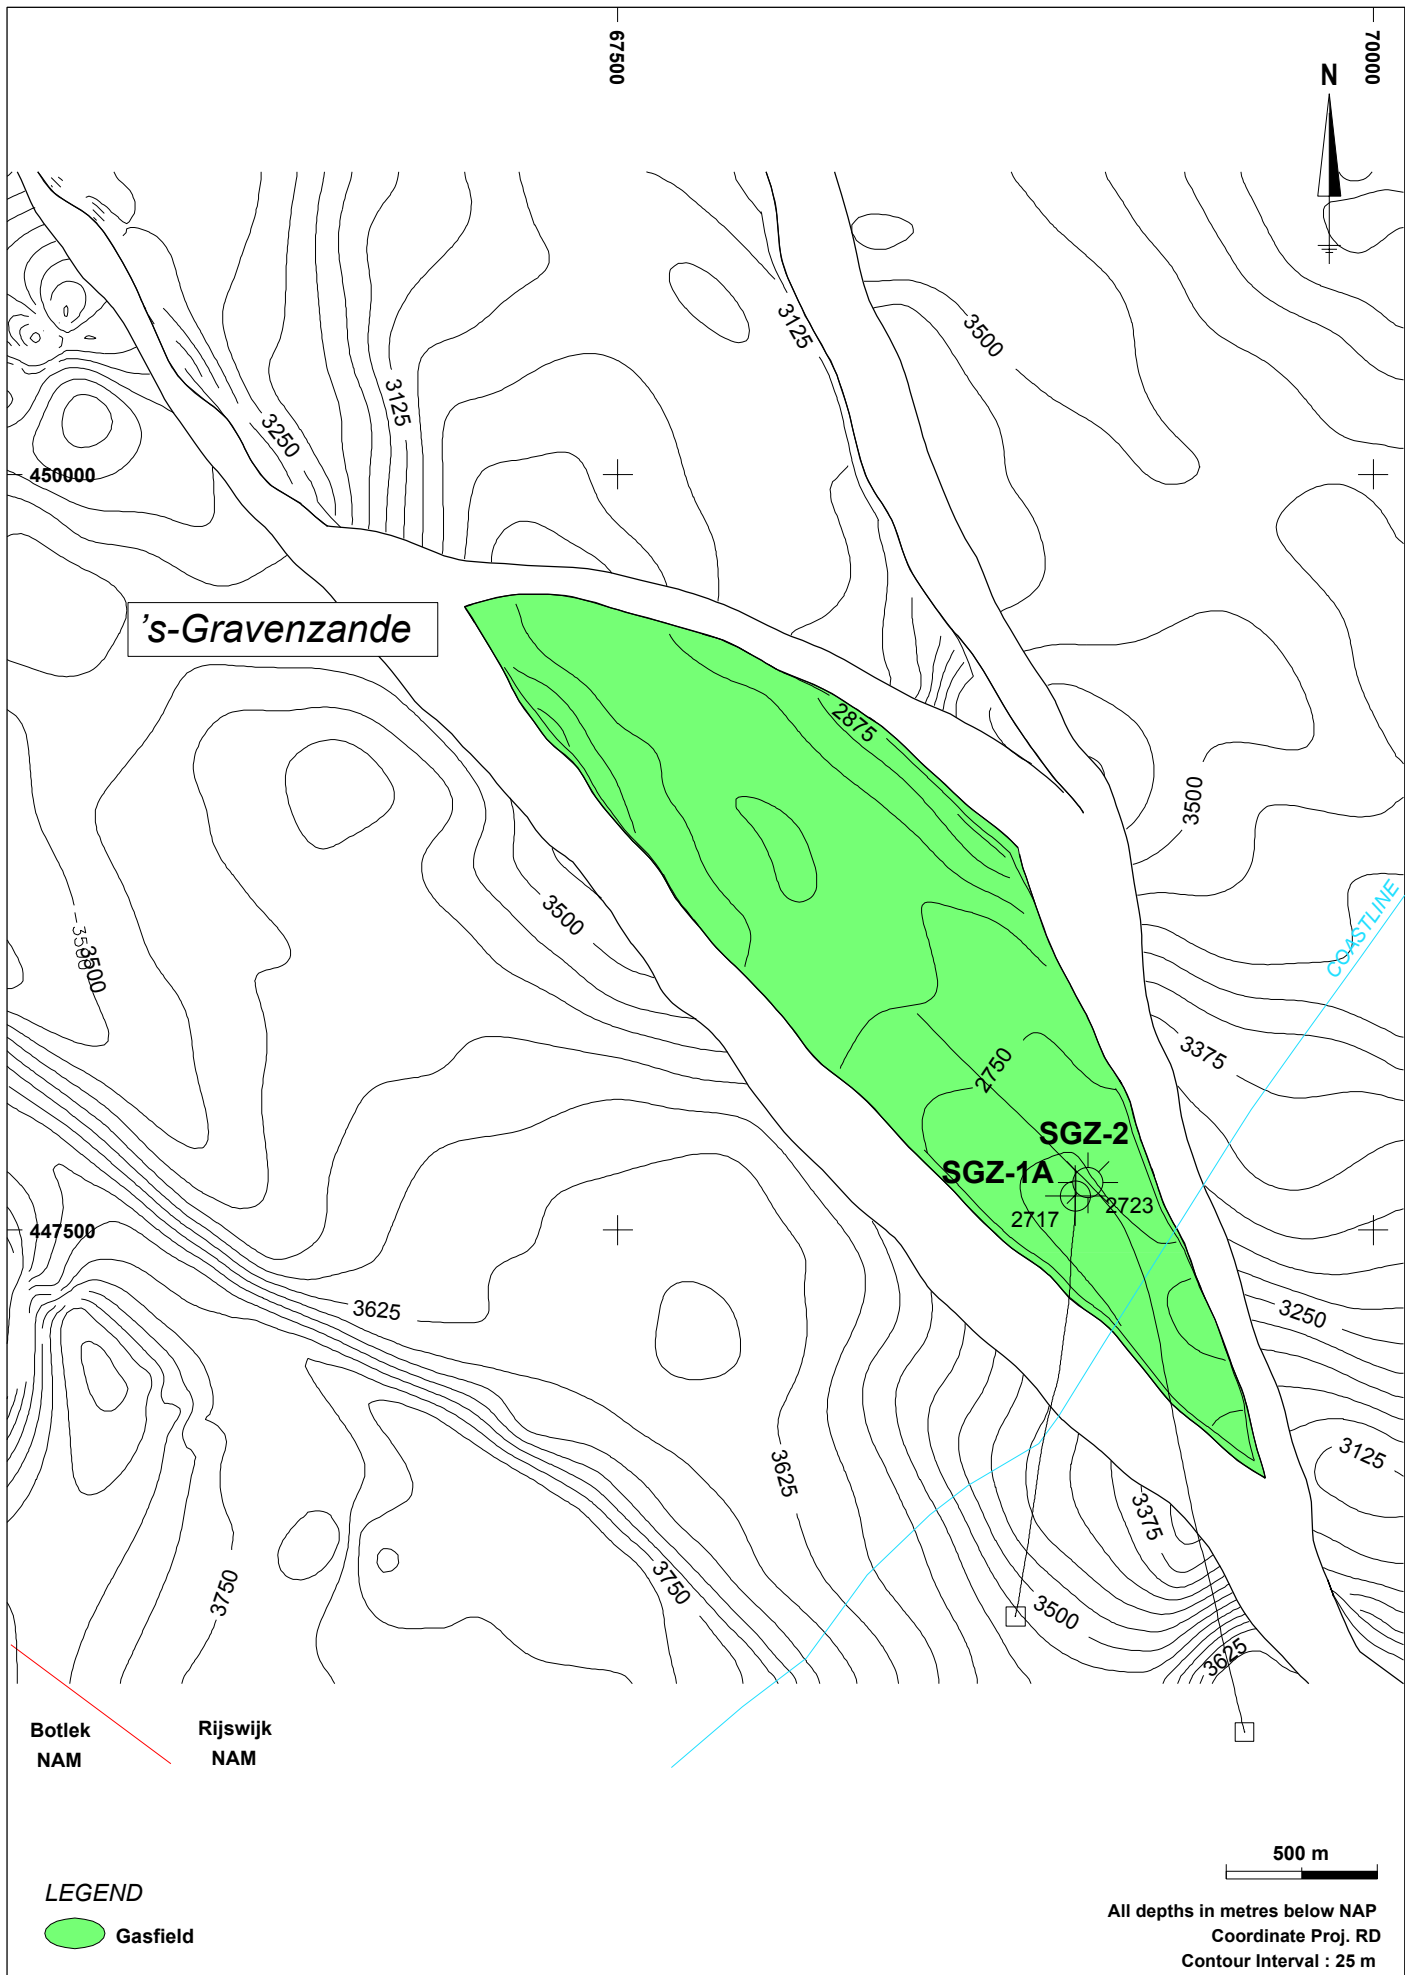 67500
70000
N
3125
3500
3125
3250
450000
's-Gravenzande
2875
3500
3500
COASTLINE
-3500
3500
3375
2750
SGZ-2
SGZ-1A
2717
2723
447500
3625
3250
3125
3625
3375
3750
3750
3500
3625
Botlek
NAM
Rijswijk
NAM
500 m
LEGEND
Gasfield
All depths in metres below NAP
Coordinate Proj. RD
Contour Interval : 25 m